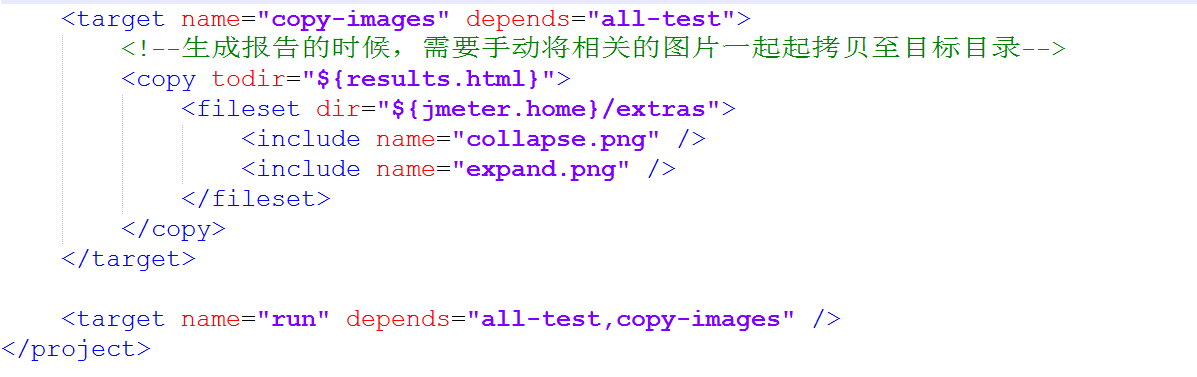 <target name="copy-images" depends="all-test">
<!--生成报告的时候，需要手动将相关的图片一起起拷贝至目标目录-->
<copy todir="${results.html}">
<fileset dir="${jmeter.home}/extras">
<include name="collapse.png" />
<include name="expand.png" />
</fileset>
</copy>
</target>
<target name="run" depends="all-test,copy-images" />
</project>